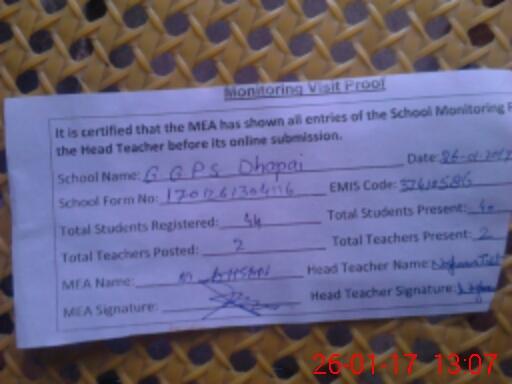 Monitoring Visit Proof
It is certified that the MEA has shown all entries of the School Monitoring
the Head Teacher before its online submission.
School Name: G G P S Dhopai Date: 26-01-2017
School Form No: EMIS Code:
Total Students Registered: 44 Total Students Present: 40
Total Teachers Posted: 2 Total Teachers Present: 2
MEA Name: M AHSAN Head Teacher Name:
MEA Signature: Head Teacher Signature:
26-01-17 13:07